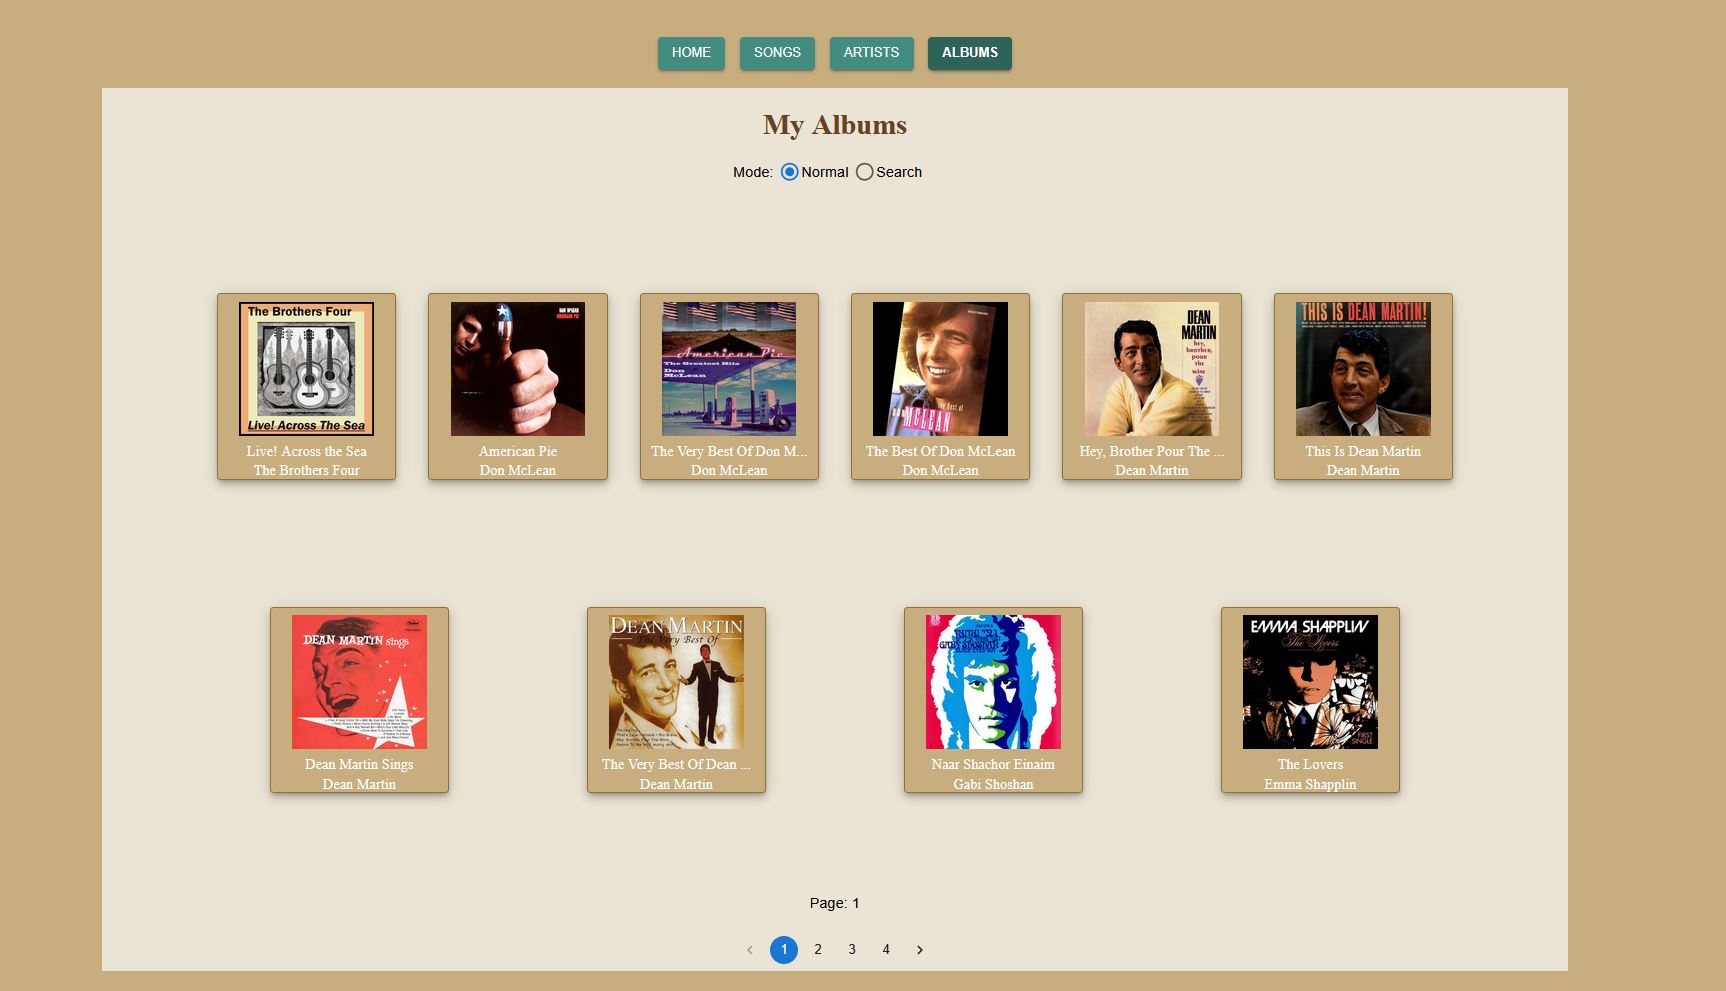 HOME
SONGS
ARTISTS
ALBUMS
My Albums
Mode: Normal Search
The Brothers Four
Live! Across The Sea
Live! Across the Sea
The Brothers Four
DON McLEAN
AMERICAN PIE
American Pie
Don McLean
American Pie
The Greatest Hits
Don
McLean
The Very Best Of Don M...
Don McLean
The Best of
DON
McLEAN
The Best Of Don McLean
Don McLean
DEAN
MARTIN
hey,
brother,
pour
the
wine
Hey, Brother Pour The ...
Dean Martin
THIS IS DEAN MARTIN!
This Is Dean Martin
Dean Martin
Capitol
DEAN MARTIN sings
Dean Martin Sings
Dean Martin
DEAN MARTIN
The Very Best Of
The Very Best Of Dean ...
Dean Martin
Naar Shachor Einaim
Gabi Shoshan
EMMA SHAPPLIN
The Lovers
FIRST
SINGLE
The Lovers
Emma Shapplin
Page: 1
1 2 3 4